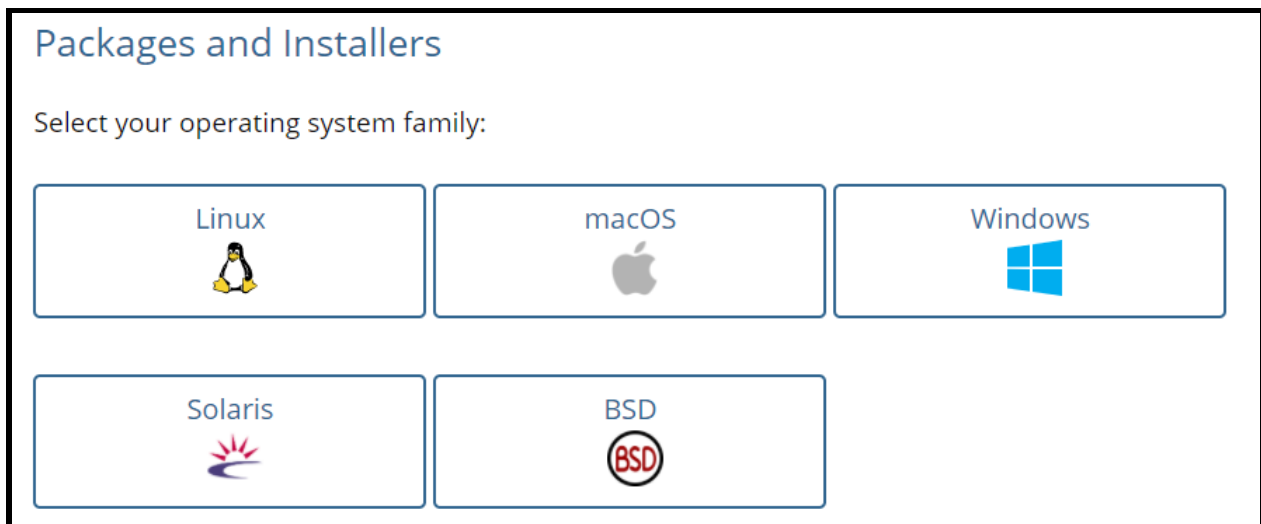 Packages and Installers
Select your operating system family:
Linux
macOS
Windows
Solaris
BSD
BSD